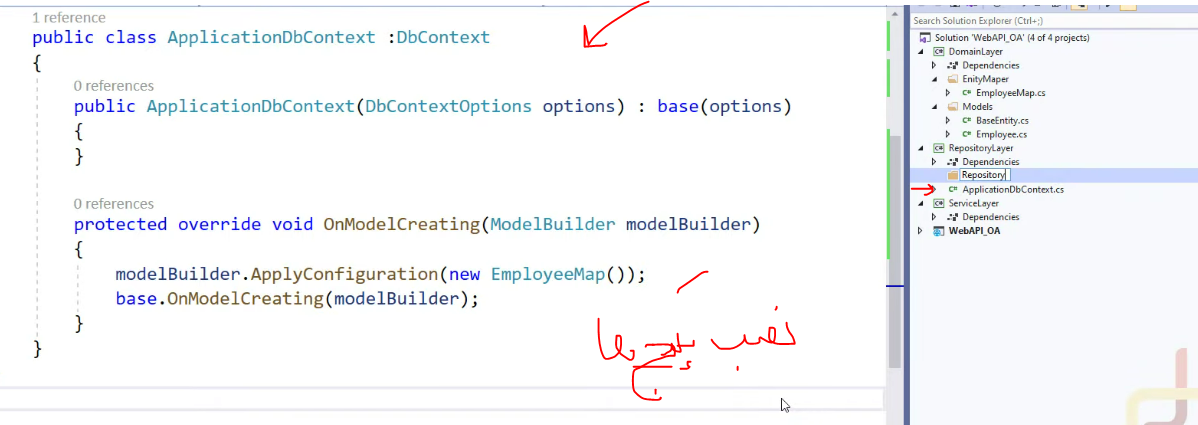 1 reference
public class ApplicationDbContext :DbContext
{
0 references
public ApplicationDbContext(DbContextOptions options) : base(options)
{
}
0 references
protected override void OnModelCreating(ModelBuilder modelBuilder)
{
modelBuilder.ApplyConfiguration(new EmployeeMap());
base.OnModelCreating(modelBuilder);
}
}
نصب
Search Solution Explorer (Ctrl+;)
Solution 'WebAPI_OA' (4 of 4 projects)
DomainLayer
Dependencies
EnityMaper
EmployeeMap.cs
Models
BaseEntity.cs
Employee.cs
RepositoryLayer
Dependencies
Repository
ApplicationDbContext.cs
ServiceLayer
Dependencies
WebAPI_OA